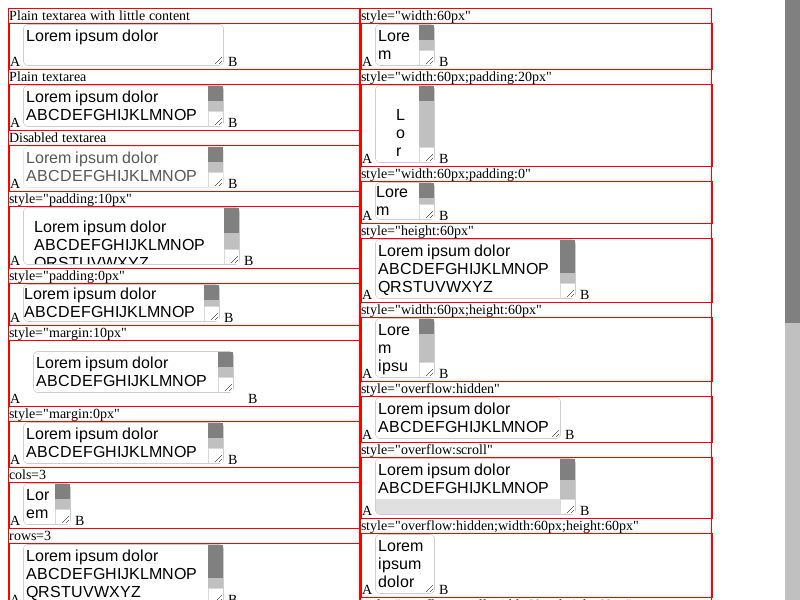 Plain textarea with little content
Lorem ipsum dolor
A B
Plain textarea
Lorem ipsum dolor
ABCDEFGHIJKLMNOP
A B
Disabled textarea
Lorem ipsum dolor
ABCDEFGHIJKLMNOP
A B
style="padding:10px"
Lorem ipsum dolor
ABCDEFGHIJKLMNOP
QRSTUVWXYZ
A B
style="padding:0px"
Lorem ipsum dolor
ABCDEFGHIJKLMNOP
A B
style="margin:10px"
Lorem ipsum dolor
ABCDEFGHIJKLMNOP
A B
style="margin:0px"
Lorem ipsum dolor
ABCDEFGHIJKLMNOP
A B
cols=3
Lor
em
A B
rows=3
Lorem ipsum dolor
ABCDEFGHIJKLMNOP
QRSTUVWXYZ
A B
style="width:60px"
Lore
m
A B
style="width:60px;padding:20px"
L
o
r
A B
style="width:60px;padding:0"
Lore
m
A B
style="height:60px"
Lorem ipsum dolor
ABCDEFGHIJKLMNOP
QRSTUVWXYZ
A B
style="width:60px;height:60px"
Lore
m
ipsu
A B
style="overflow:hidden"
Lorem ipsum dolor
ABCDEFGHIJKLMNOP
A B
style="overflow:scroll"
Lorem ipsum dolor
ABCDEFGHIJKLMNOP
A B
style="overflow:hidden;width:60px;height:60px"
Lorem
ipsum
dolor
A B